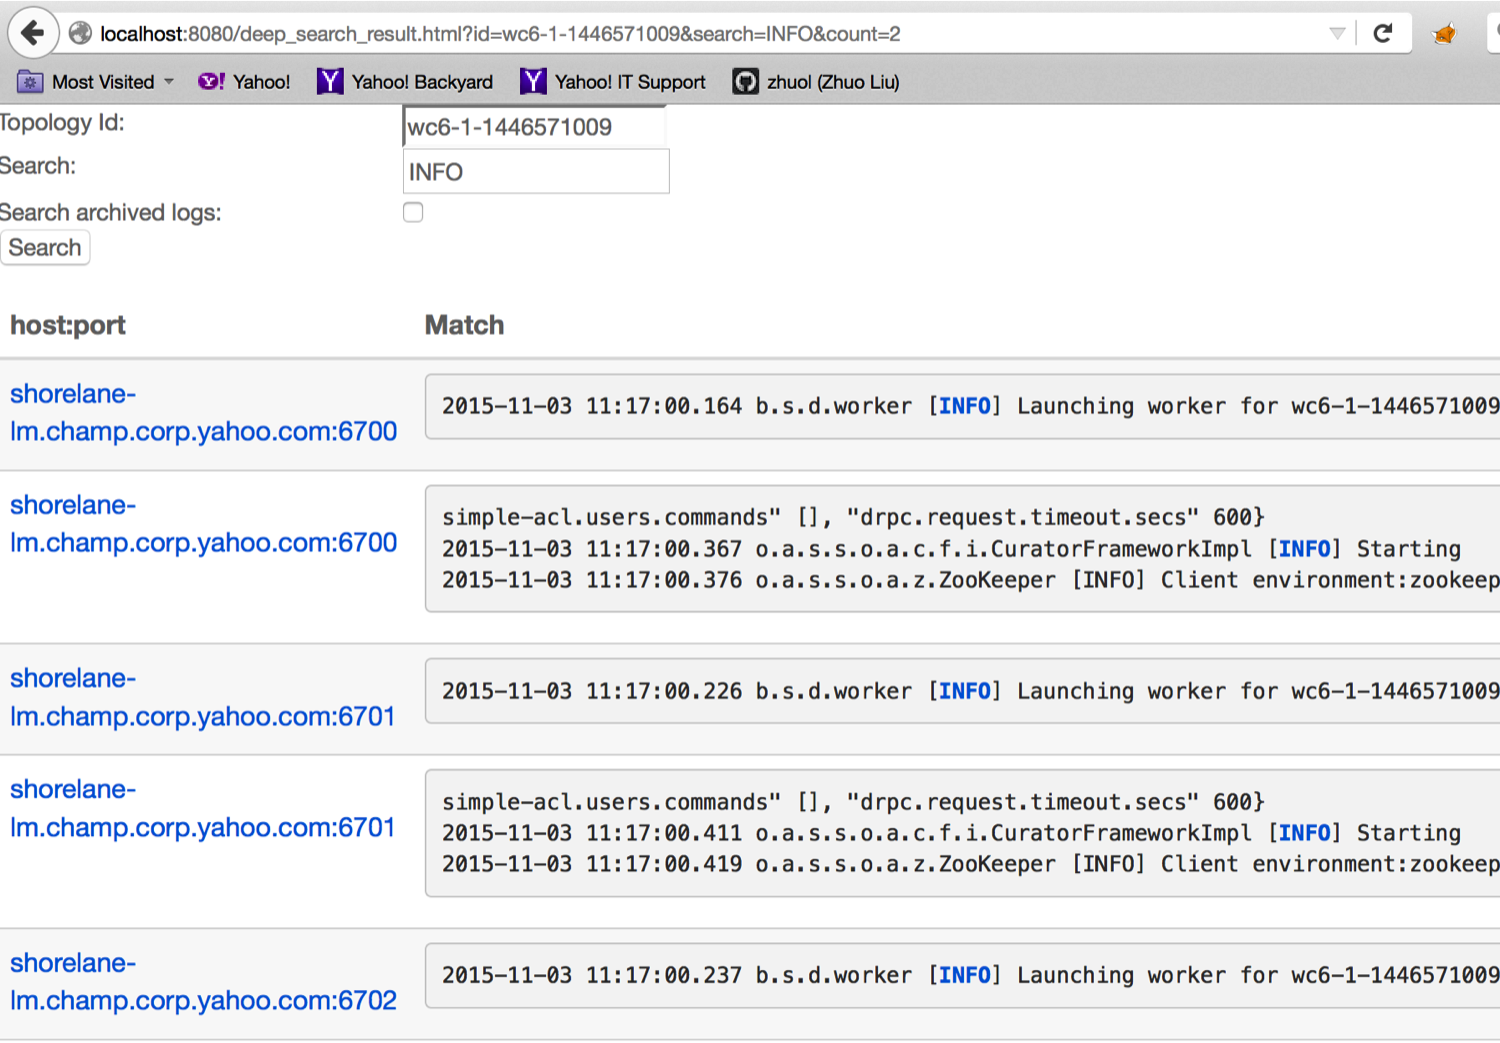 localhost:8080/deep_search_result.html?id=wc6-1-1446571009&search=INFO&count=2
Most Visited Yahoo! Yahoo! Backyard Yahoo! IT Support zhuol (Zhuo Liu)
Topology Id: wc6-1-1446571009
Search: INFO
Search archived logs:
Search
host:port Match
shorelane-
lm.champ.corp.yahoo.com:6700
2015-11-03 11:17:00.164 b.s.d.worker [INFO] Launching worker for wc6-1-1446571009
shorelane-
lm.champ.corp.yahoo.com:6700
simple-acl.users.commands" [], "drpc.request.timeout.secs" 600}
2015-11-03 11:17:00.367 o.a.s.s.o.a.c.f.i.CuratorFrameworkImpl [INFO] Starting
2015-11-03 11:17:00.376 o.a.s.s.o.a.z.ZooKeeper [INFO] Client environment:zookeep
shorelane-
lm.champ.corp.yahoo.com:6701
2015-11-03 11:17:00.226 b.s.d.worker [INFO] Launching worker for wc6-1-1446571009
shorelane-
lm.champ.corp.yahoo.com:6701
simple-acl.users.commands" [], "drpc.request.timeout.secs" 600}
2015-11-03 11:17:00.411 o.a.s.s.o.a.c.f.i.CuratorFrameworkImpl [INFO] Starting
2015-11-03 11:17:00.419 o.a.s.s.o.a.z.ZooKeeper [INFO] Client environment:zookeep
shorelane-
lm.champ.corp.yahoo.com:6702
2015-11-03 11:17:00.237 b.s.d.worker [INFO] Launching worker for wc6-1-1446571009